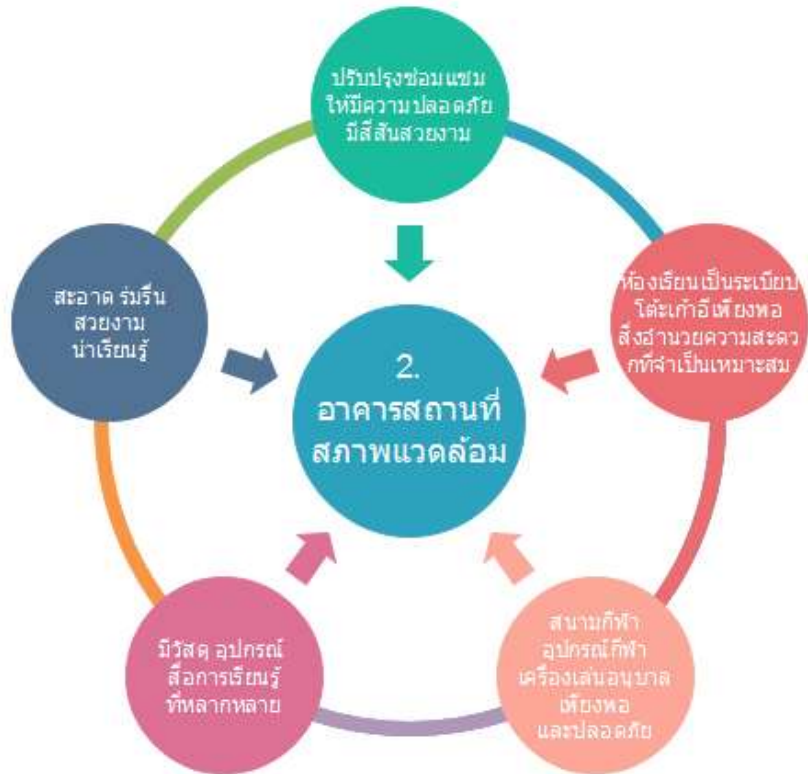 ปรับปรุงซ่อมแซม
ให้มีความปลอดภัย
มีสีสันสวยงาม
ห้องเรียนเป็นระเบียบ
โต๊ะเก้าอี้เพียงพอ
สิ่งอำนวยความสะดว
กที่จำเป็นเหมาะสม
สนามกีฬา
อุปกรณ์กีฬา
เครื่องเล่นอนุบาล
เพียงพอ
และปลอดภัย
มีวัสดุ อุปกรณ์
สื่อการเรียนรู้
ที่หลากหลาย
สะอาด ร่มรื่น
สวยงาม
น่าเรียนรู้
2.
อาคารสถานที่
สภาพแวดล้อม